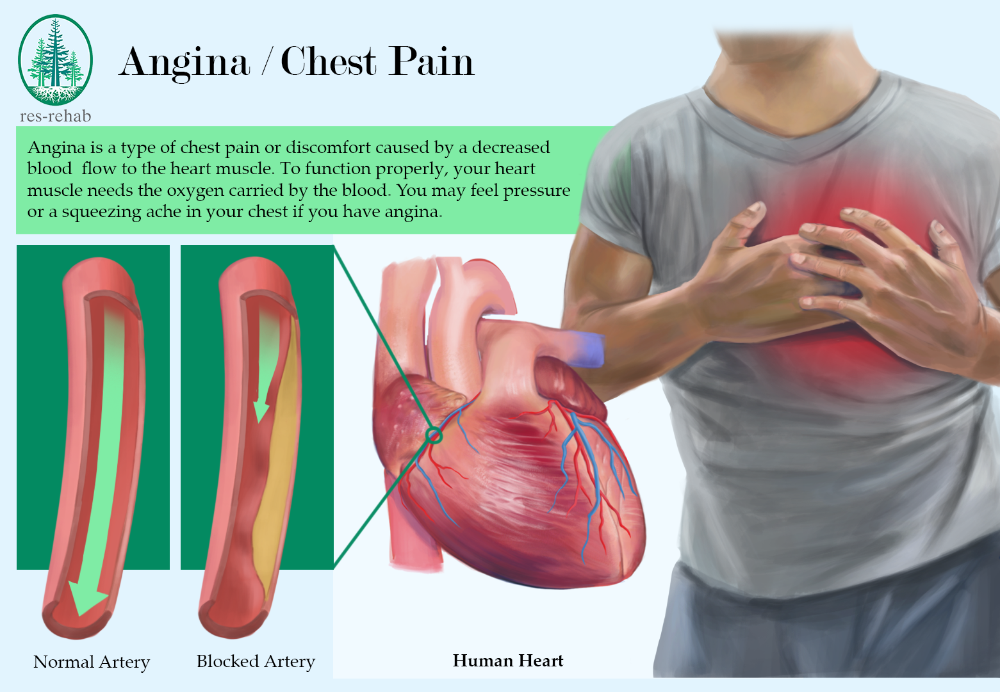 res-rehab
Angina / Chest Pain
Angina is a type of chest pain or discomfort caused by a decreased
blood flow to the heart muscle. To function properly, your heart
muscle needs the oxygen carried by the blood. You may feel pressure
or a squeezing ache in your chest if you have angina.
Normal Artery
Blocked Artery
Human Heart